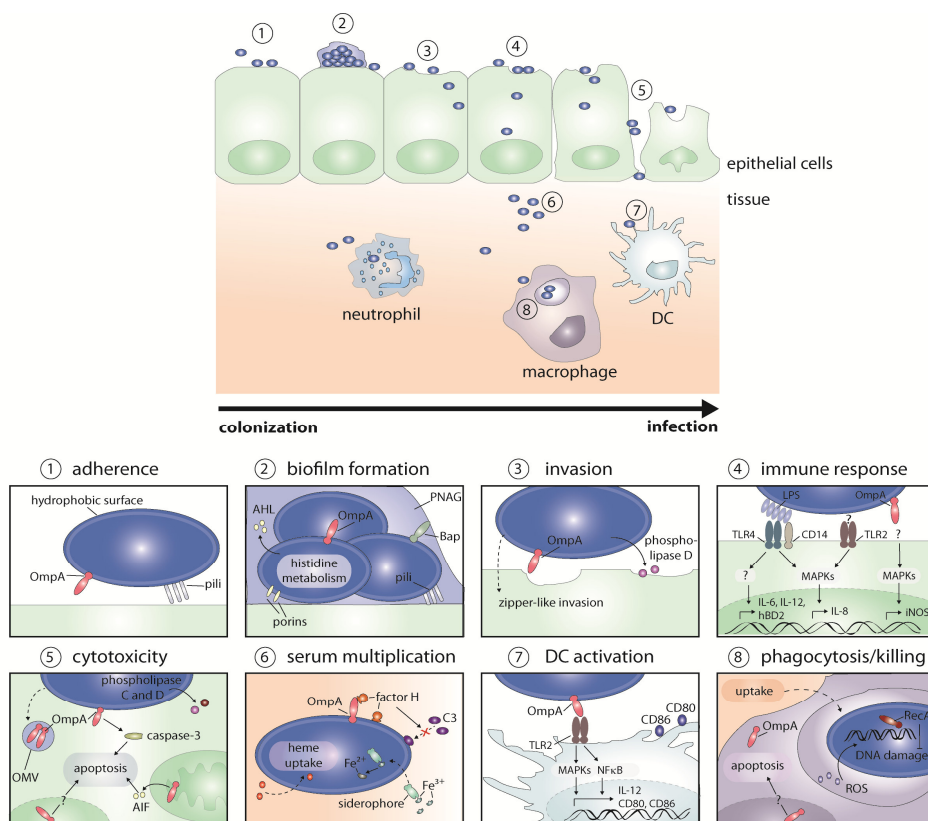 1
2
3
4
5
epithelial cells
tissue
6
7
neutrophil
8
DC
macrophage
colonization
infection
1 adherence
hydrophobic surface
OmpA
pili
2 biofilm formation
AHL
OmpA
PNAG
Bap
histidine
metabolism
pili
porins
3 invasion
OmpA
phospho-
lipase D
zipper-like invasion
4 immune response
LPS
OmpA
TLR4
CD14
?
TLR2
?
?
MAPKs
MAPKs
IL-6, IL-12,
hBD2
IL-8
iNOS
5 cytotoxicity
phospholipase
C and D
OmpA
caspase-3
OMV
apoptosis
?
AIF
6 serum multiplication
OmpA
factor H
C3
heme
uptake
Fe2+
siderophore
Fe3+
7 DC activation
OmpA
CD80
CD86
TLR2
MAPKs
NFκB
IL-12
CD80, CD86
8 phagocytosis/killing
uptake
OmpA
RecA
DNA damage
apoptosis
ROS
?